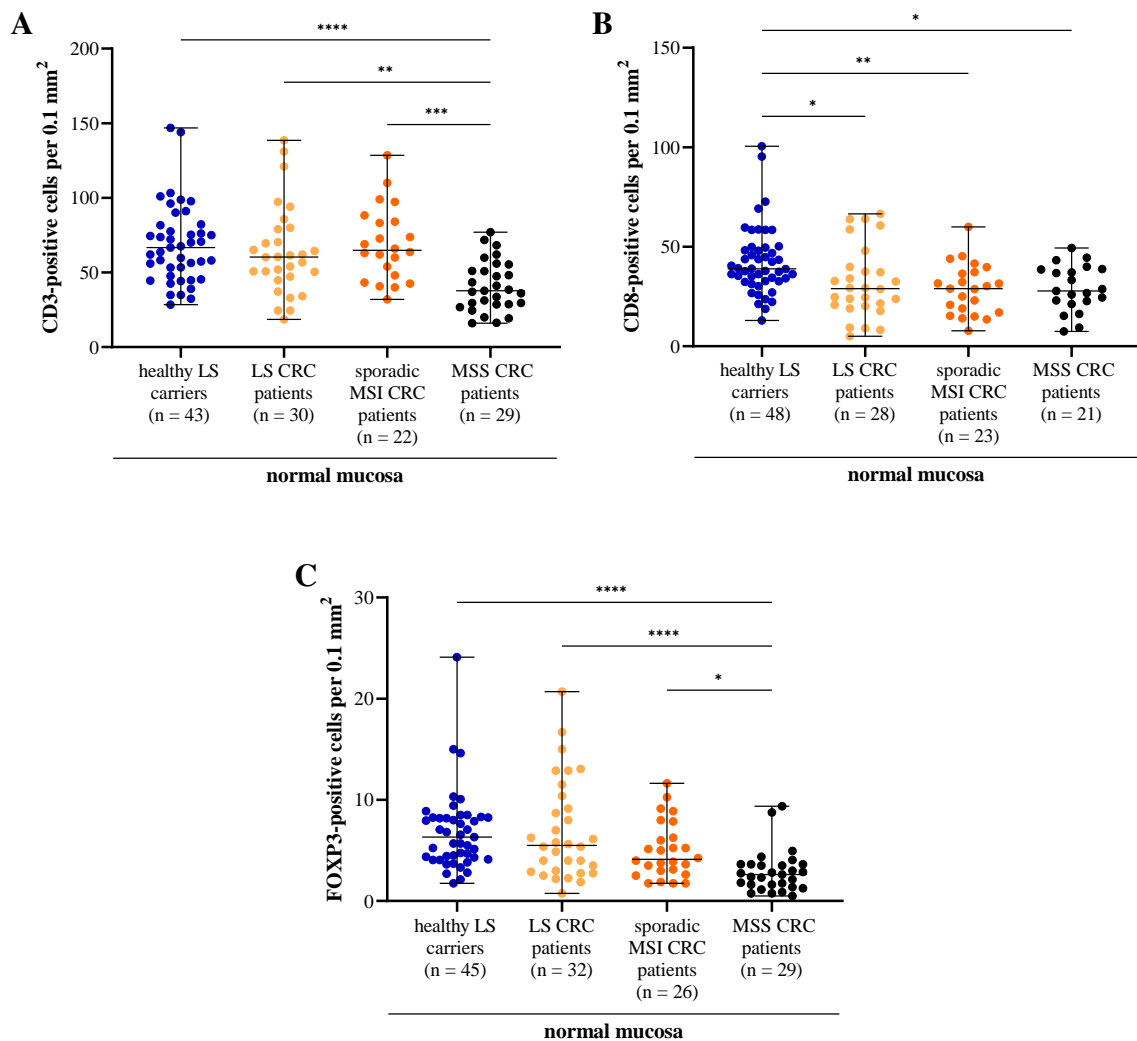 A
CD3-positive cells per 0.1 mm²
200
150
100
50
0
****
**
***
healthy LS
carriers
(n = 43)
LS CRC
patients
(n = 30)
sporadic
MSI CRC
patients
(n = 22)
MSS CRC
patients
(n = 29)
normal mucosa
B
CD8-positive cells per 0.1 mm²
150
100
50
0
*
**
*
healthy LS
carriers
(n = 48)
LS CRC
patients
(n = 28)
sporadic
MSI CRC
patients
(n = 23)
MSS CRC
patients
(n = 21)
normal mucosa
C
FOXP3-positive cells per 0.1 mm²
30
20
10
0
****
****
*
healthy LS
carriers
(n = 45)
LS CRC
patients
(n = 32)
sporadic
MSI CRC
patients
(n = 26)
MSS CRC
patients
(n = 29)
normal mucosa